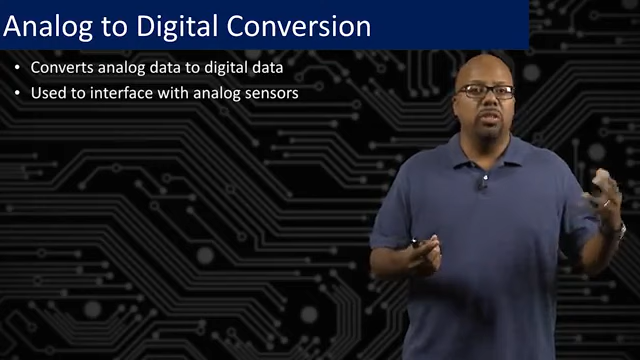 Analog to Digital Conversion
• Converts analog data to digital data
• Used to interface with analog sensors